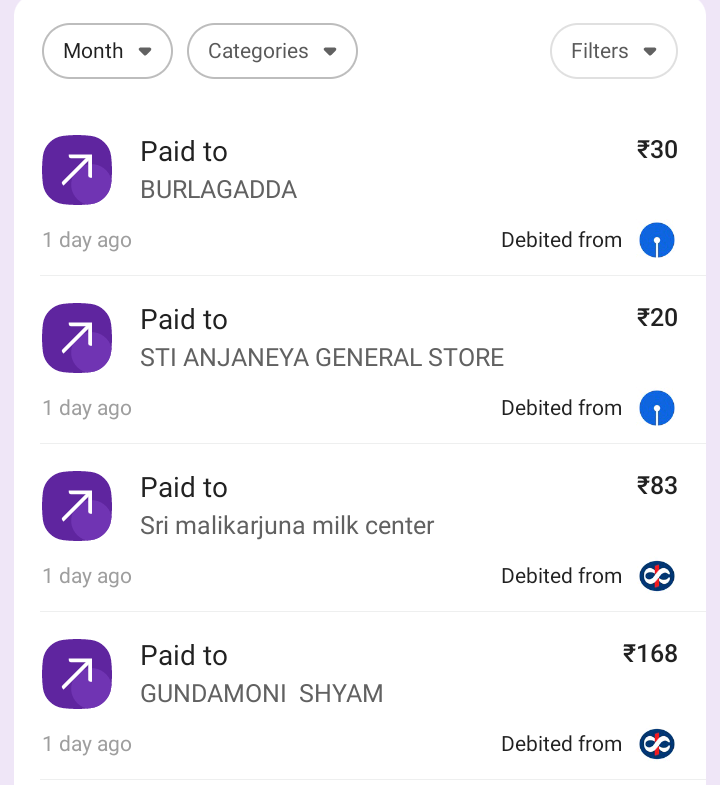 Month
Categories
Filters
Paid to
₹30
BURLAGADDA
1 day ago
Debited from
Paid to
₹20
STI ANJANEYA GENERAL STORE
1 day ago
Debited from
Paid to
₹83
Sri malikarjuna milk center
1 day ago
Debited from
Paid to
₹168
GUNDAMONI  SHYAM
1 day ago
Debited from